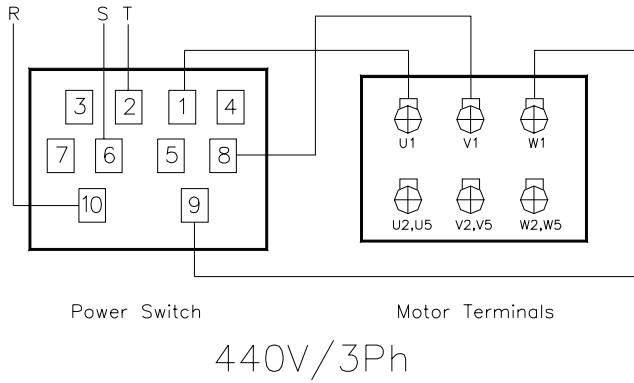 R S T
3 2 1 4
7 6 5 8
10 9
U1 V1 W1
U2,U5 V2,V5 W2,W5
Power Switch
Motor Terminals
440V/3Ph